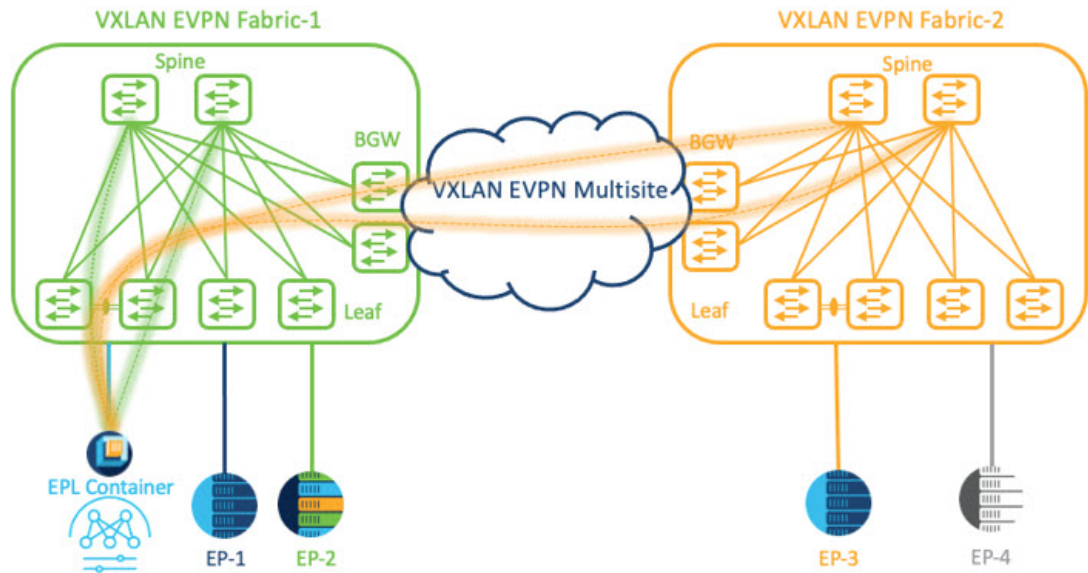 VXLAN EVPN Fabric-1
VXLAN EVPN Fabric-2
Spine
Spine
BGW
BGW
VXLAN EVPN Multisite
Leaf
Leaf
EPL Container
EP-1
EP-2
EP-3
EP-4